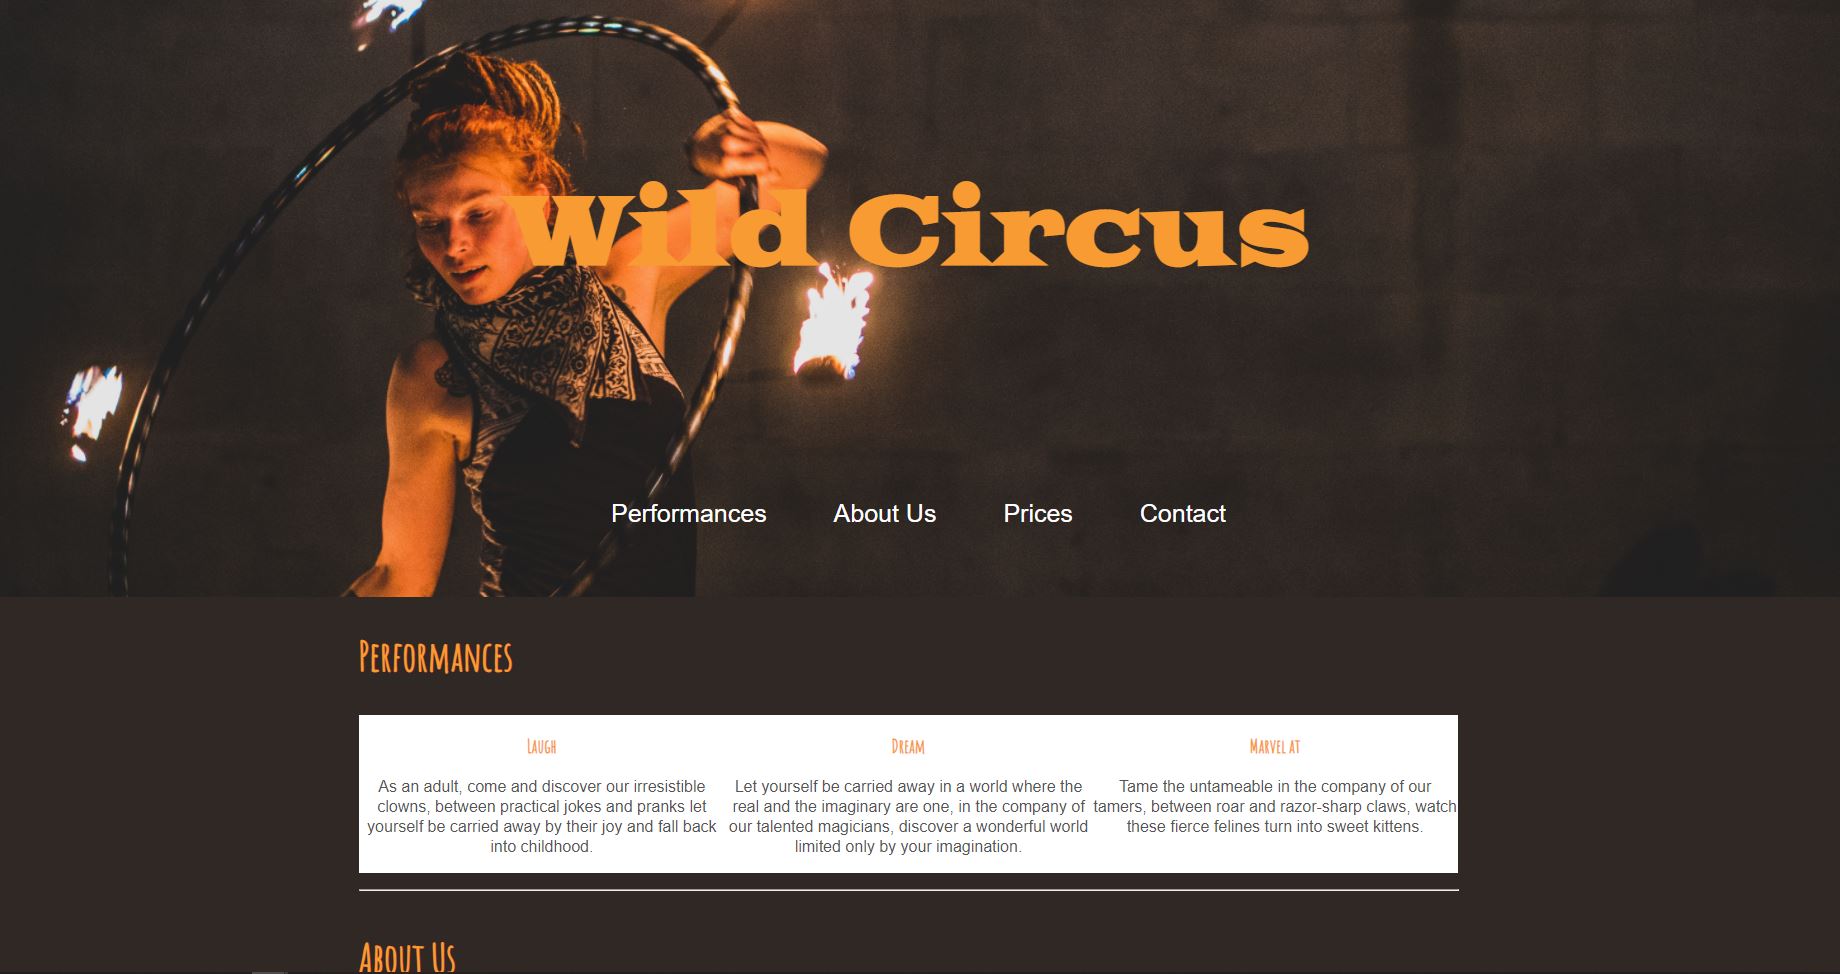 Wild Circus
Performances About Us Prices Contact
Performances
Laugh
As an adult, come and discover our irresistible
clowns, between practical jokes and pranks let
yourself be carried away by their joy and fall back
into childhood.
Dream
Let yourself be carried away in a world where the
real and the imaginary are one, in the company of
our talented magicians, discover a wonderful world
limited only by your imagination.
Marvel at
Tame the untameable in the company of our
tamers, between roar and razor-sharp claws, watch
these fierce felines turn into sweet kittens.
About Us